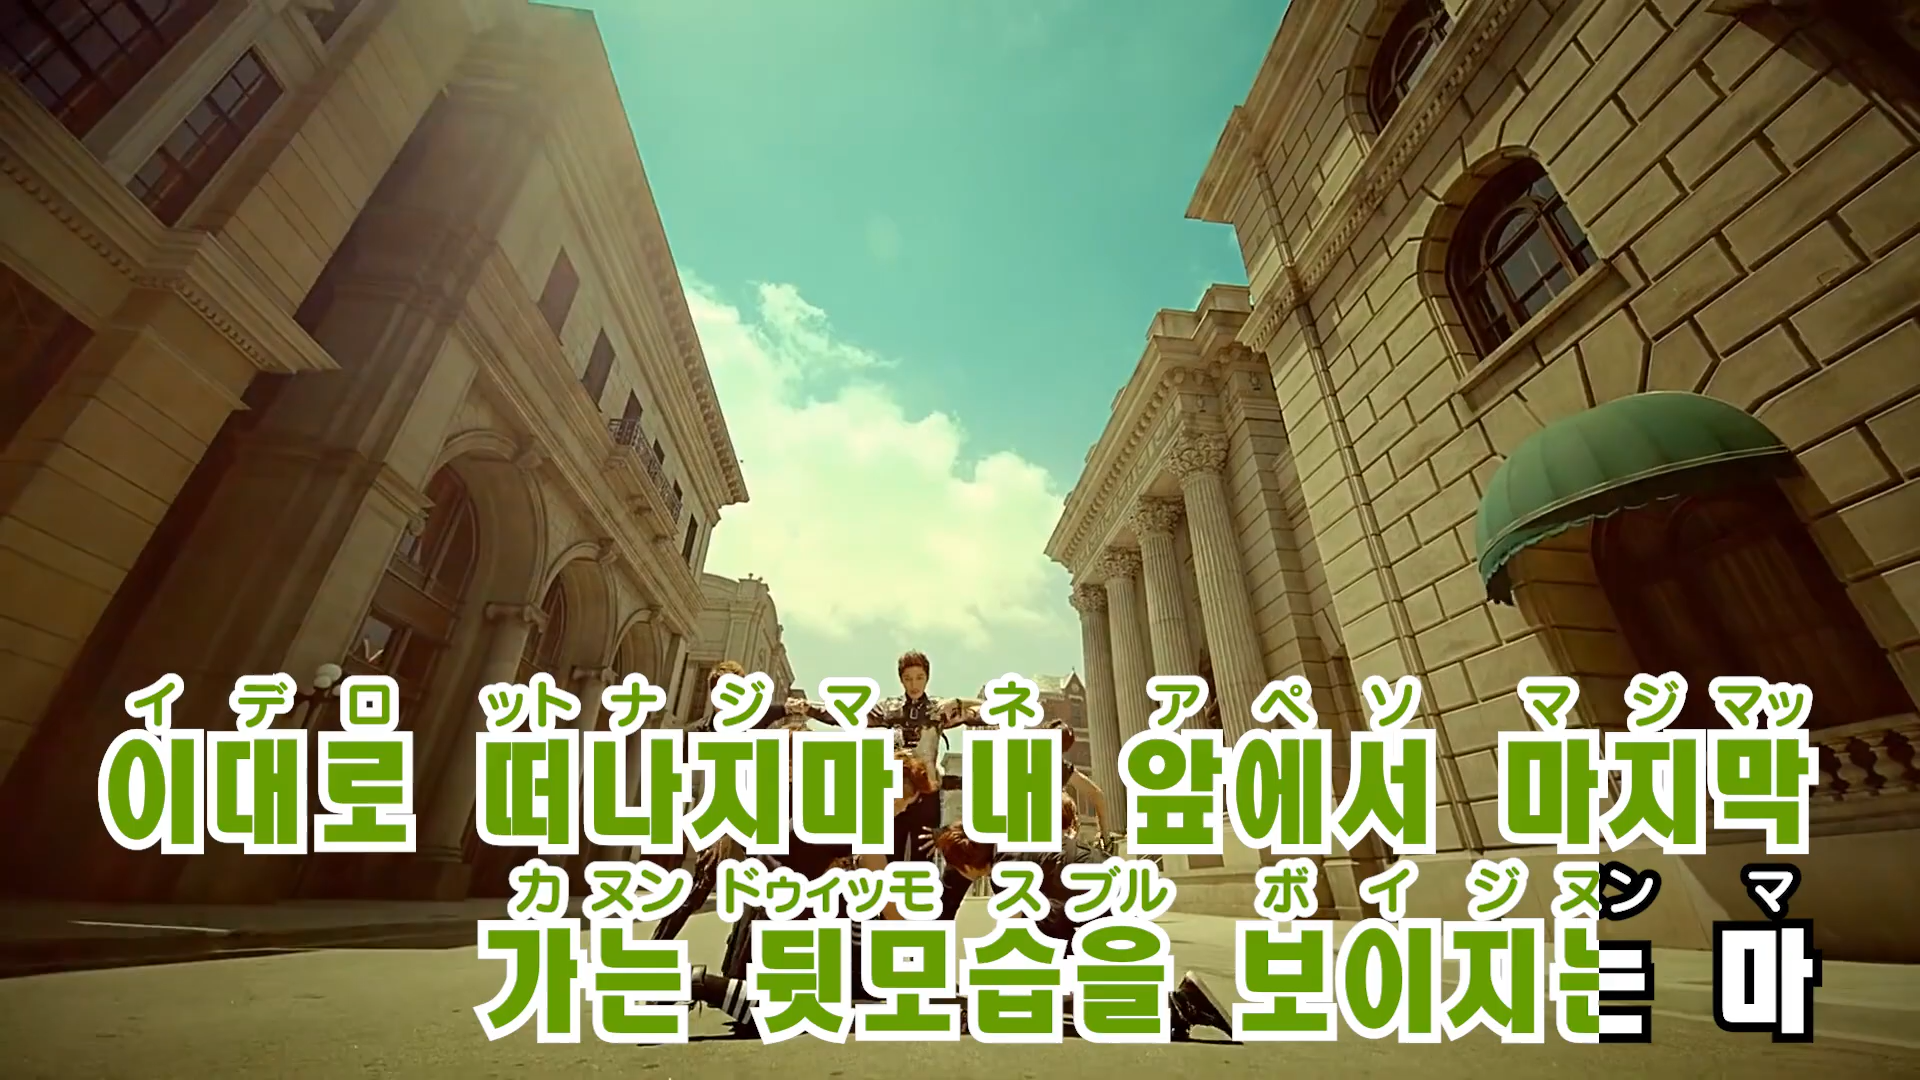 イ デ ロ ットナ ジ マ ネ ア ペ ソ マ ジ マッ
이대로 떠나지마 내 앞에서 마지막
カ ヌン ドゥィッモ ス ブル ボ イ ジ ヌン マ
가는 뒷모습을 보이지는 마